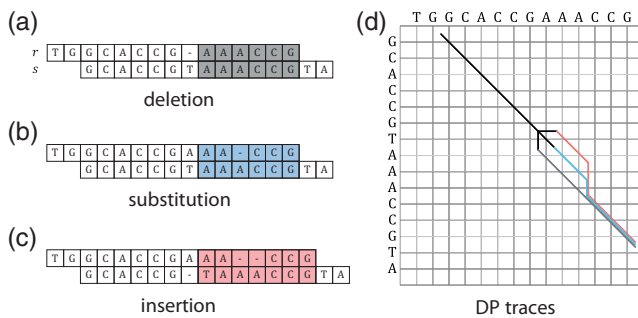 (a)
r T G G C A C C G - A A A C C G
s G C A C C G T A A A C C G T A
deletion
(b)
T G G C A C C G A A A - C C G
G C A C C G T A A A C C G T A
substitution
(c)
T G G C A C C G A A A - - C C G
G C A C C G - T A A A C C G T A
insertion
(d)
T G G C A C C G A A A C C G
G
C
A
C
C
G
T
A
A
A
C
C
G
T
A
DP traces